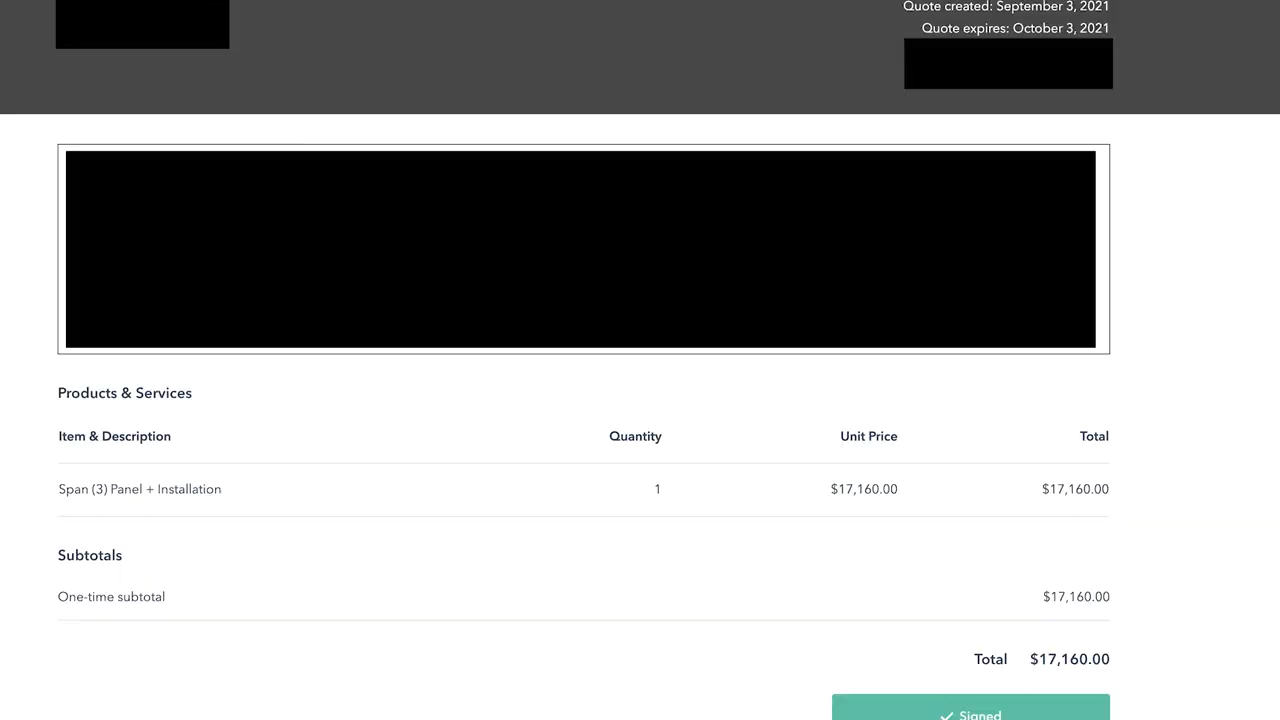 Quote created: September 3, 2021
Quote expires: October 3, 2021
Products & Services
Item & Description Quantity Unit Price Total
Span (3) Panel + Installation 1 $17,160.00 $17,160.00
Subtotals
One-time subtotal $17,160.00
Total $17,160.00
✓ Signed